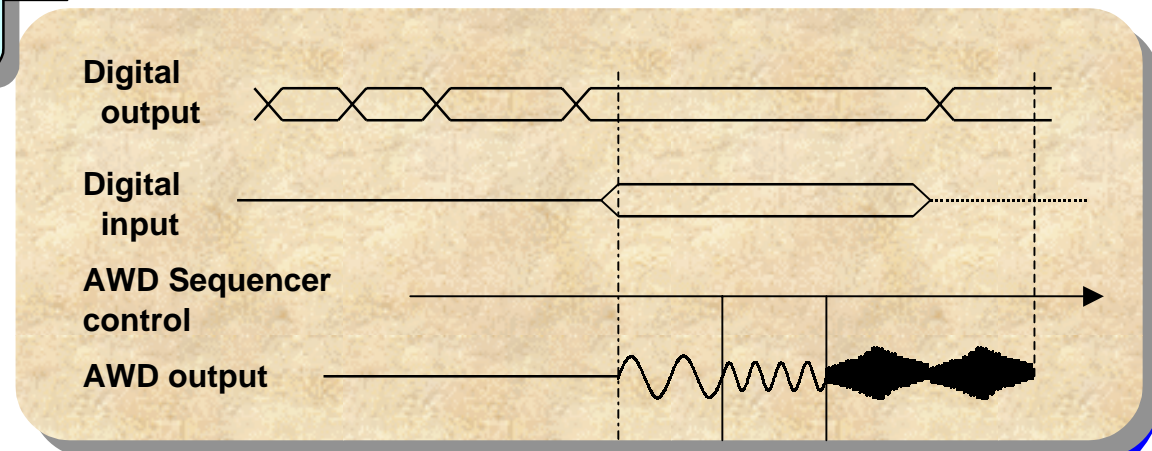 Digital
output
Digital
input
AWD Sequencer
control
AWD output